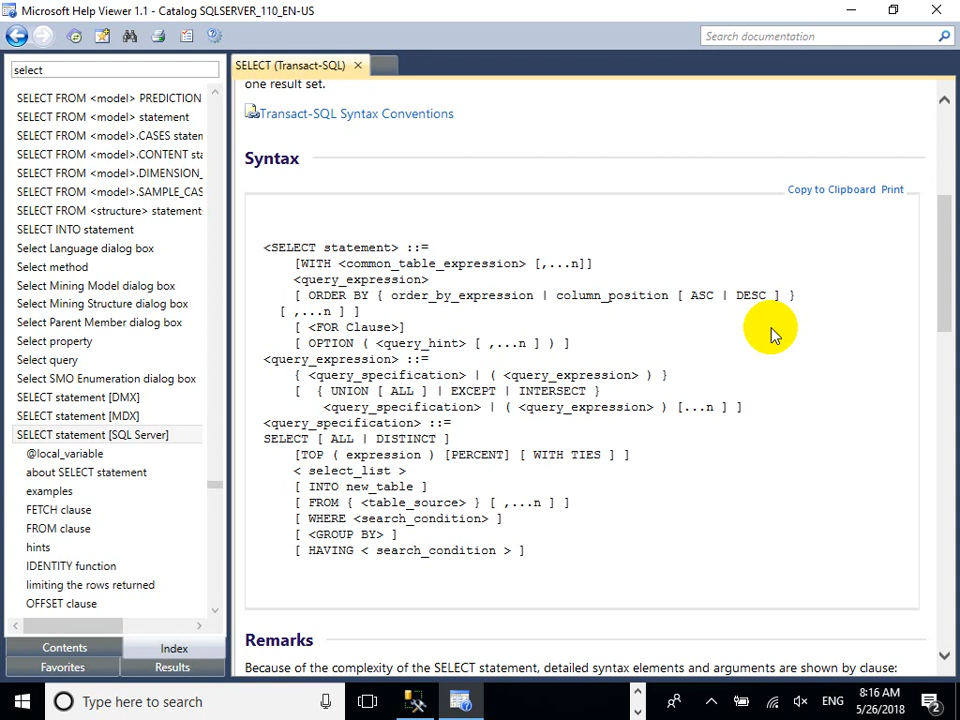 Microsoft Help Viewer 1.1 - Catalog SQLSERVER_110_EN-US
Search documentation
select
SELECT (Transact-SQL)
SELECT FROM <model> PREDICTION
SELECT FROM <model> statement
SELECT FROM <model>.CASES statem
SELECT FROM <model>.CONTENT sta
SELECT FROM <model>.DIMENSION_
SELECT FROM <model>.SAMPLE_CAS
SELECT FROM <structure> statements
SELECT INTO statement
Select Language dialog box
Select method
Select Mining Model dialog box
Select Mining Structure dialog box
Select Parent Member dialog box
Select property
Select query
Select SMO Enumeration dialog box
SELECT statement [DMX]
SELECT statement [MDX]
SELECT statement [SQL Server]
@local_variable
about SELECT statement
examples
FETCH clause
FROM clause
hints
IDENTITY function
limiting the rows returned
OFFSET clause
Contents
Index
Favorites
Results
one result set.
Transact-SQL Syntax Conventions
Syntax
Copy to Clipboard Print
<SELECT statement> ::=
[WITH <common_table_expression> [,...n]]
<query_expression>
[ ORDER BY { order_by_expression | column_position [ ASC | DESC ] }
[ ,...n ] ]
[ <FOR Clause>]
[ OPTION ( <query_hint> [ ,...n ] ) ]
<query_expression> ::=
{ <query_specification> | ( <query_expression> ) }
[ { UNION [ ALL ] | EXCEPT | INTERSECT }
<query_specification> | ( <query_expression> ) [...n ] ]
<query_specification> ::=
SELECT [ ALL | DISTINCT ]
[TOP ( expression ) [PERCENT] [ WITH TIES ] ]
< select_list >
[ INTO new_table ]
[ FROM { <table_source> } [ ,...n ] ]
[ WHERE <search_condition> ]
[ <GROUP BY> ]
[ HAVING < search_condition > ]
Remarks
Because of the complexity of the SELECT statement, detailed syntax elements and arguments are shown by clause:
Type here to search
ENG
8:16 AM
5/26/2018
2